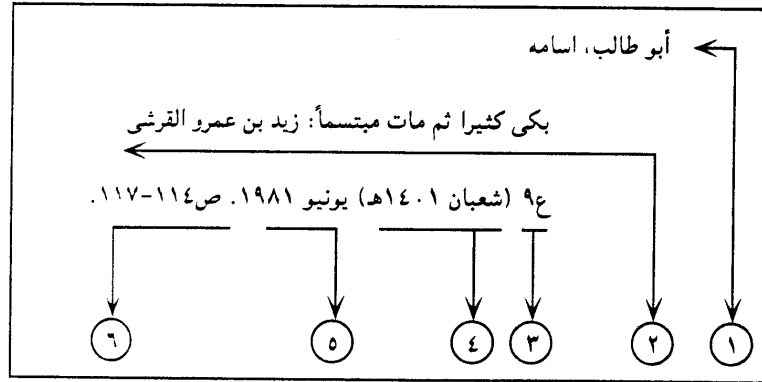 أبو طالب، اسامه
بكى كثيرا ثم مات مبتسماً: زيد بن عمرو القرشى
ع٩ (شعبان ١٤٠١هـ) يونيو ١٩٨١. ص١١٤-١١٧.
١ ٢ ٣ ٤ ٥ ٦